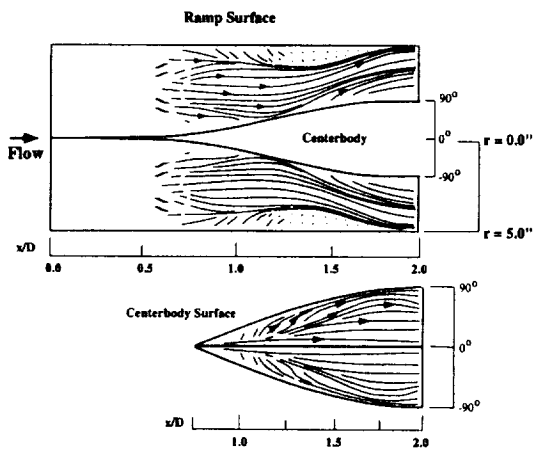 Ramp Surface
90°
Centerbody
0°
r = 0.0"
Flow
-90°
r = 5.0"
x/D
0.0 0.5 1.0 1.5 2.0
Centerbody Surface
90°
0°
-90°
x/D
1.0 1.5 2.0